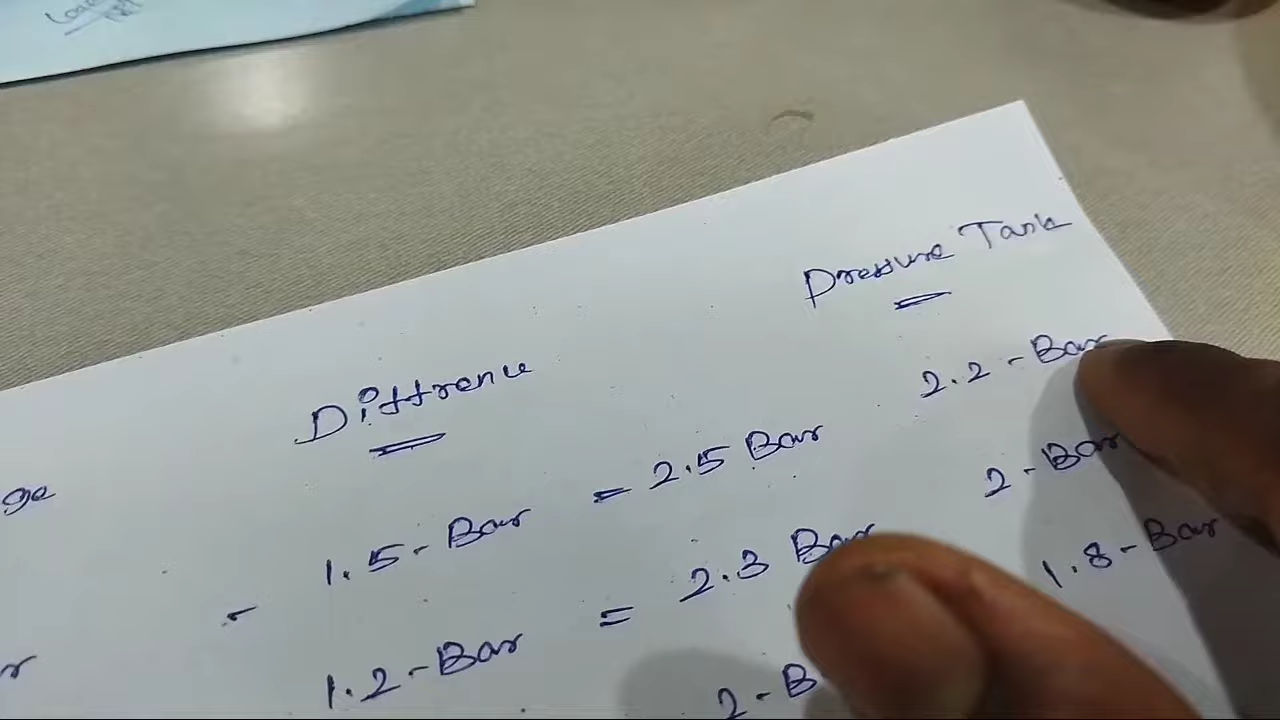 Pressure Tank
Diffrence
2.2 - Bar
1.5 - Bar = 2.5 Bar
2 - Bar
- 1.2 - Bar = 2.3 Bar
1.8 - Bar
2 - B